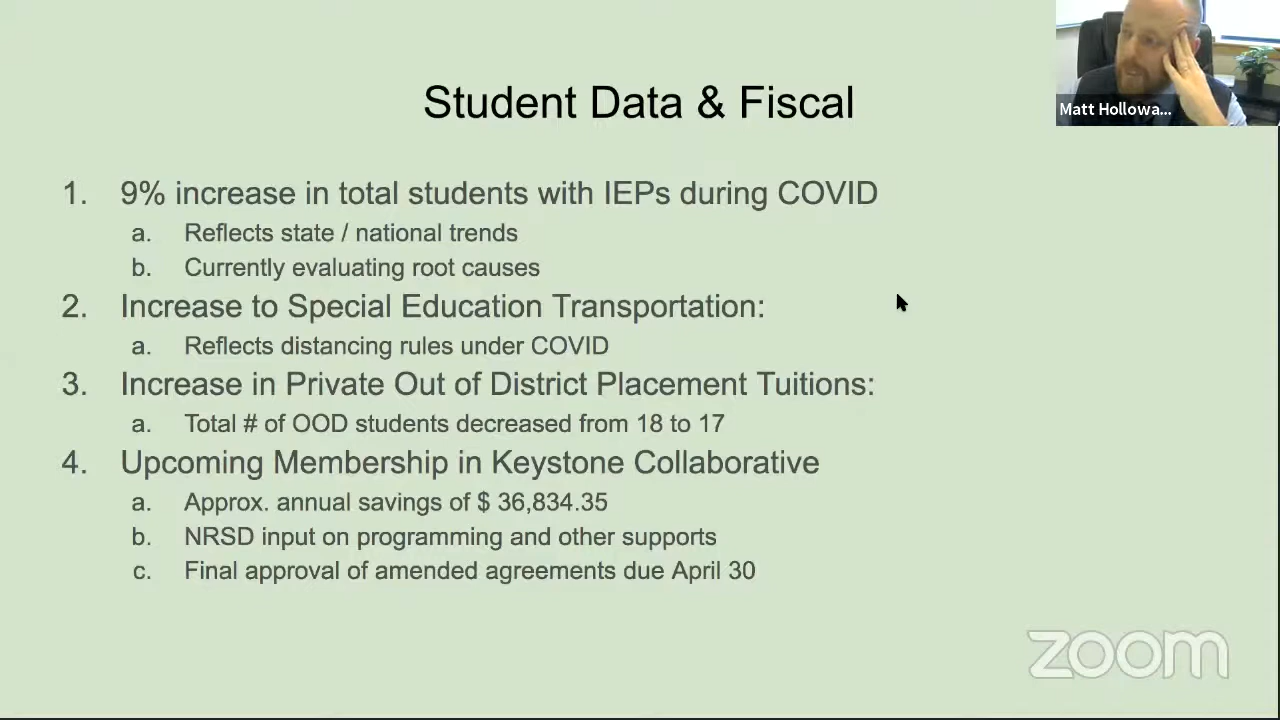 Student Data & Fiscal
Matt Hollowa...
1. 9% increase in total students with IEPs during COVID
a. Reflects state / national trends
b. Currently evaluating root causes
2. Increase to Special Education Transportation:
a. Reflects distancing rules under COVID
3. Increase in Private Out of District Placement Tuitions:
a. Total # of OOD students decreased from 18 to 17
4. Upcoming Membership in Keystone Collaborative
a. Approx. annual savings of $ 36,834.35
b. NRSD input on programming and other supports
c. Final approval of amended agreements due April 30
zoom